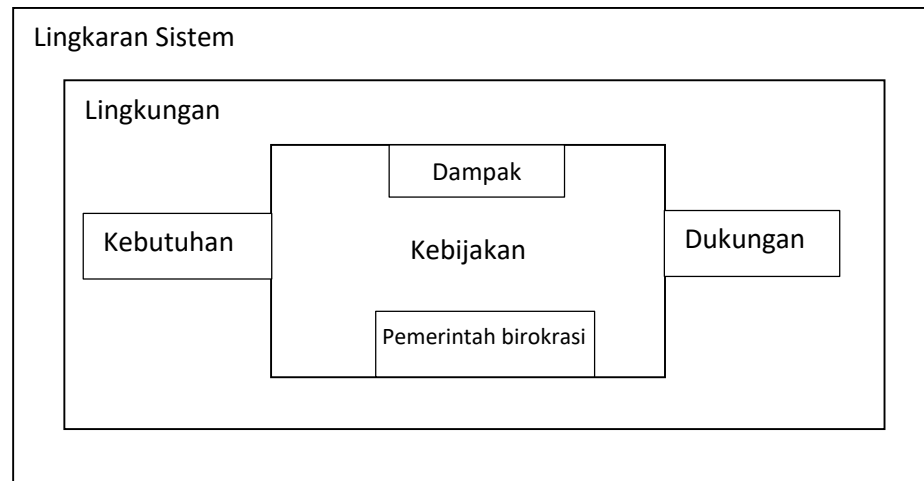 Lingkaran Sistem
Lingkungan
Dampak
Kebutuhan
Kebijakan
Dukungan
Pemerintah birokrasi